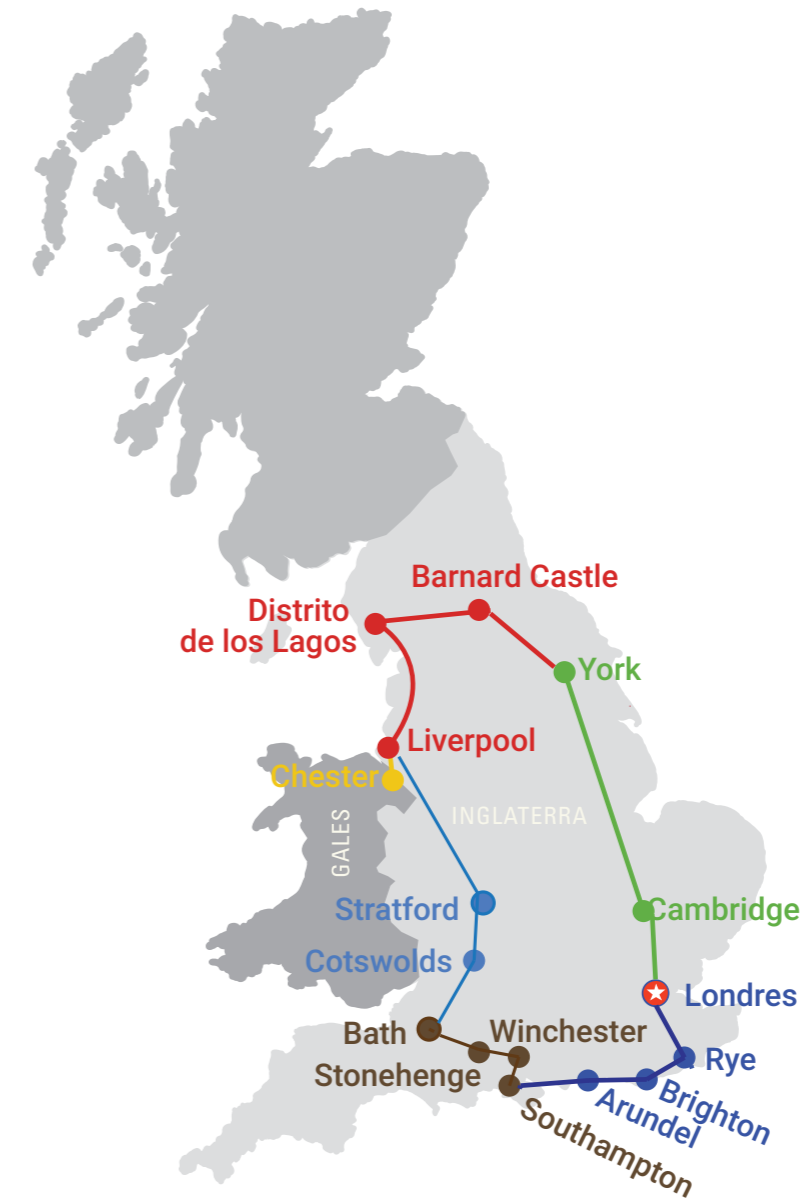 Barnard Castle
Distrito
de los Lagos
York
Liverpool
Chester
GALES
INGLATERRA
Stratford
Cambridge
Cotswolds
Londres
Bath
Winchester
Stonehenge
Rye
Brighton
Arundel
Southampton